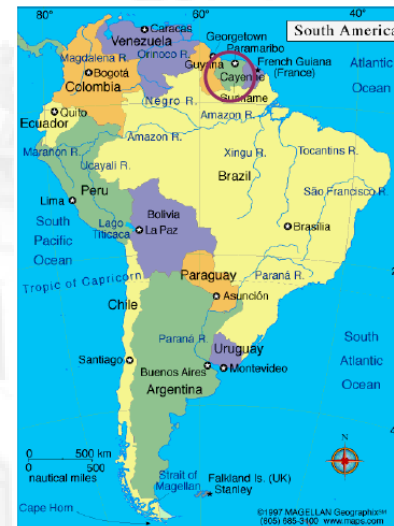 80°
60°
40°
South America
Caracas
Venezuela
Orinoco R.
Magdalena R.
Georgetown
Paramaribo
Guyana
French Guiana
(France)
Cayenne
Atlantic
Ocean
Bogotá
Colombia
Suriname
Negro R.
Amazon R.
Quito
Ecuador
Amazon R.
Marañon R.
Ucayali R.
Xingu R.
Tocantins R.
Brazil
São Francisco R.
Peru
Lima
Bolivia
Lago
Titicaca
La Paz
Brasília
South
Pacific
Ocean
Tropic of Capricorn
Paraguay
Paraná R.
Asunción
Chile
Paraná R.
Uruguay
Santiago
Buenos Aires
Montevideo
Argentina
South
Atlantic
Ocean
0
500 km
0
500
nautical miles
N
Strait of
Magellan
Falkland Is. (UK)
Stanley
Cape Horn
©1997 MAGELLAN Geographix℠
(805) 685-3100 www.maps.com